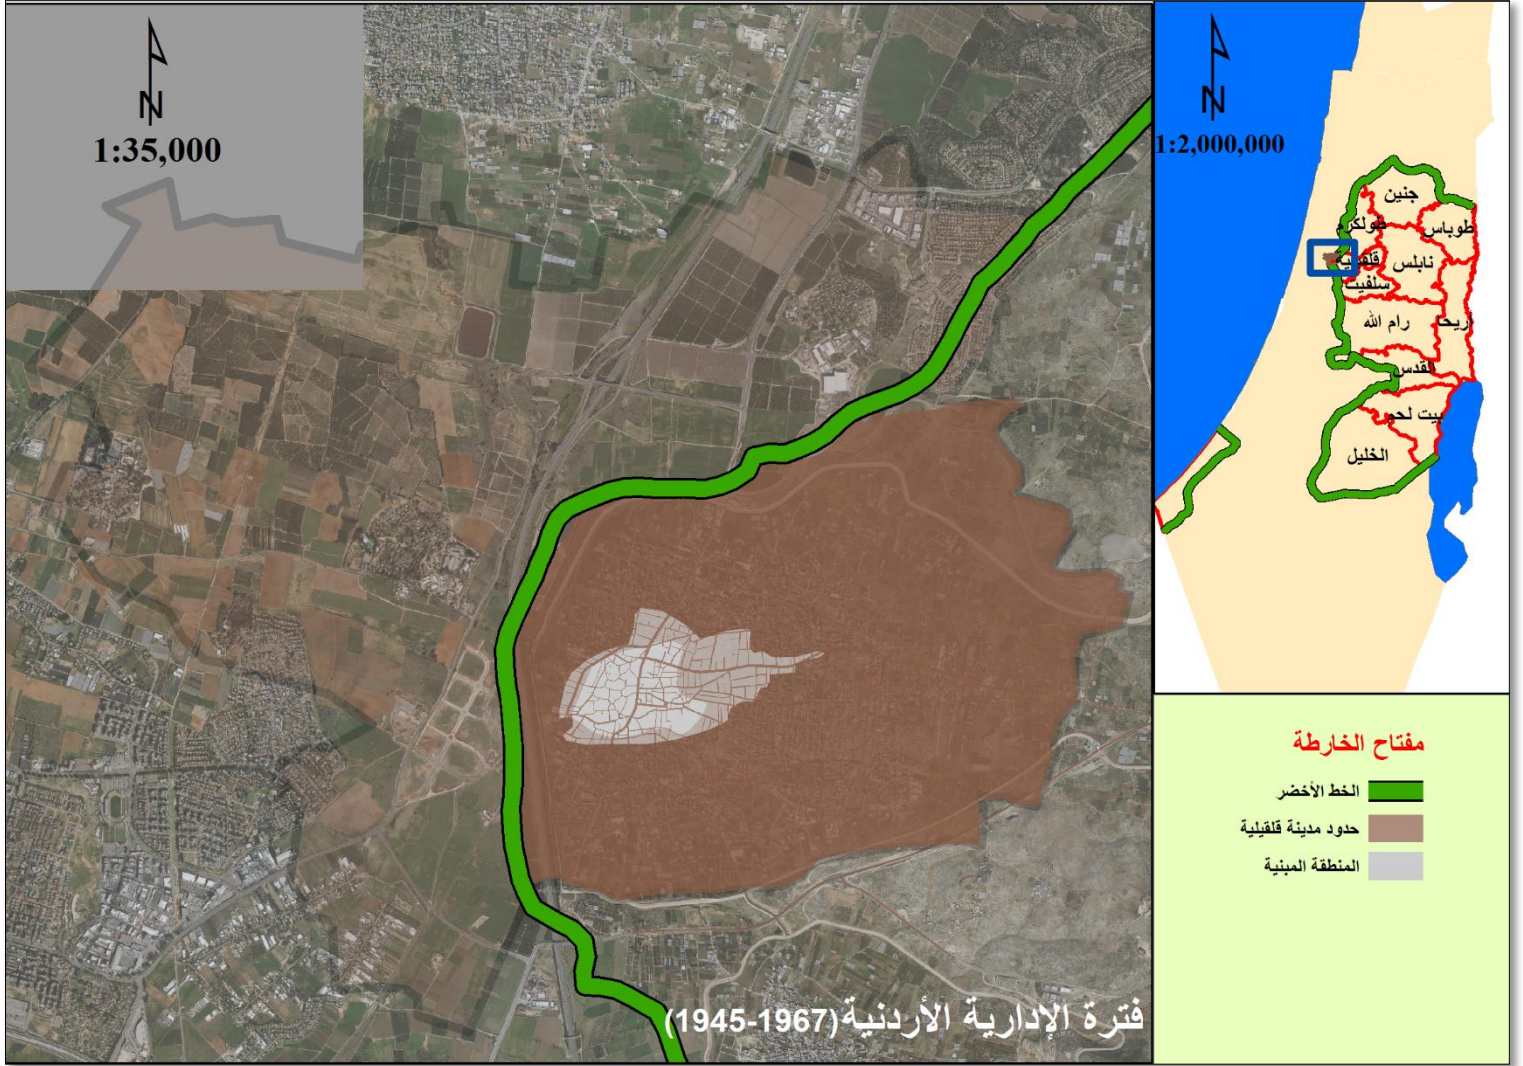 N
1:35,000
فترة الإدارية الأردنية(1945-1967)
N
1:2,000,000
جنين
طولكرم
طوباس
قلقيلية
نابلس
سلفيت
رام الله
أريحا
القدس
بيت لحم
الخليل
مفتاح الخارطة
الخط الأخضر
حدود مدينة قلقيلية
المنطقة المبنية